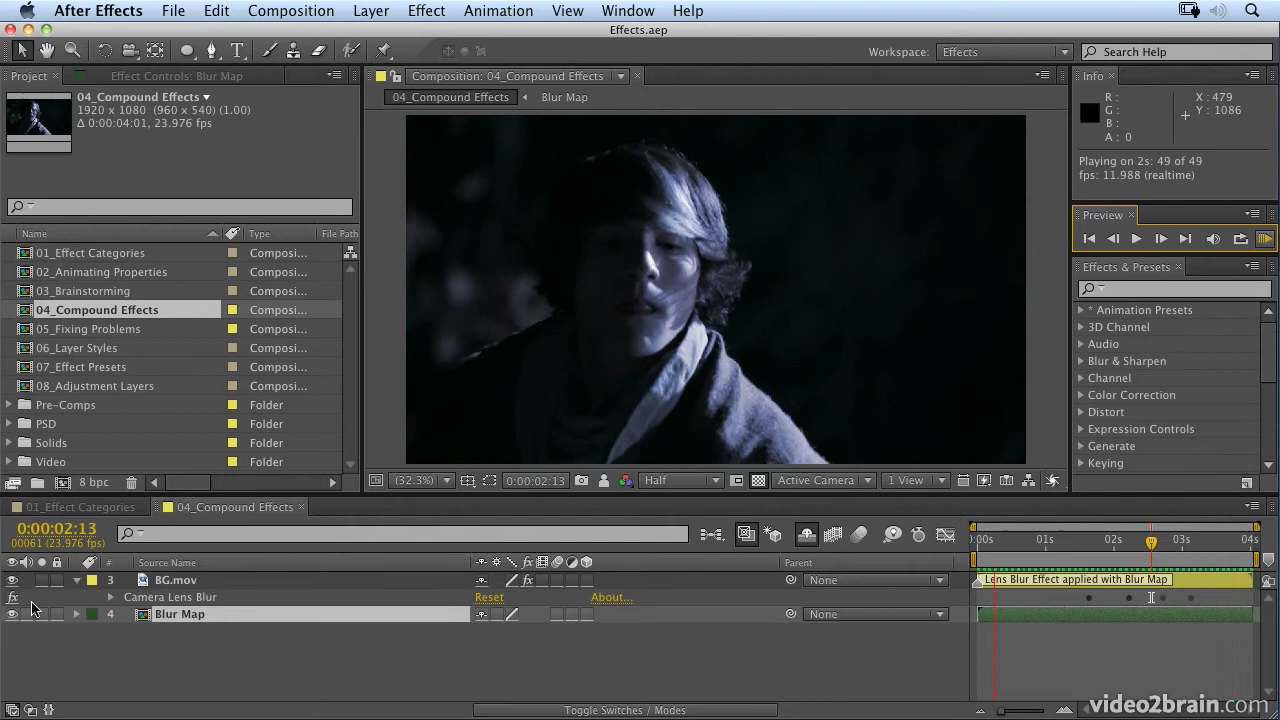 After Effects File Edit Composition Layer Effect Animation View Window Help
Effects.aep
Workspace: Effects Search Help
Project Effect Controls: Blur Map Composition: 04_Compound Effects Info
04_Compound Effects
1920 x 1080 (960 x 540) (1.00)
Δ 0:00:04:01, 23.976 fps
04_Compound Effects Blur Map
R : X : 479
G : Y : 1086
B :
A : 0
Playing on 2s: 49 of 49
fps: 11.988 (realtime)
Preview
Name Type File Path
01_Effect Categories Composi...
02_Animating Properties Composi...
03_Brainstorming Composi...
04_Compound Effects Composi...
05_Fixing Problems Composi...
06_Layer Styles Composi...
07_Effect Presets Composi...
08_Adjustment Layers Composi...
Pre-Comps Folder
PSD Folder
Solids Folder
Video Folder
8 bpc
Effects & Presets
* Animation Presets
3D Channel
Audio
Blur & Sharpen
Channel
Color Correction
Distort
Expression Controls
Generate
Keying
(32.3%) 0:00:02:13 Half Active Camera 1 View
01_Effect Categories 04_Compound Effects
0:00:02:13
00061 (23.976 fps)
):00s 01s 02s 03s 04s
# Source Name fx Parent
3 BG.mov fx None Lens Blur Effect applied with Blur Map
fx Camera Lens Blur Reset About...
4 Blur Map None
Toggle Switches / Modes
video2brain.com